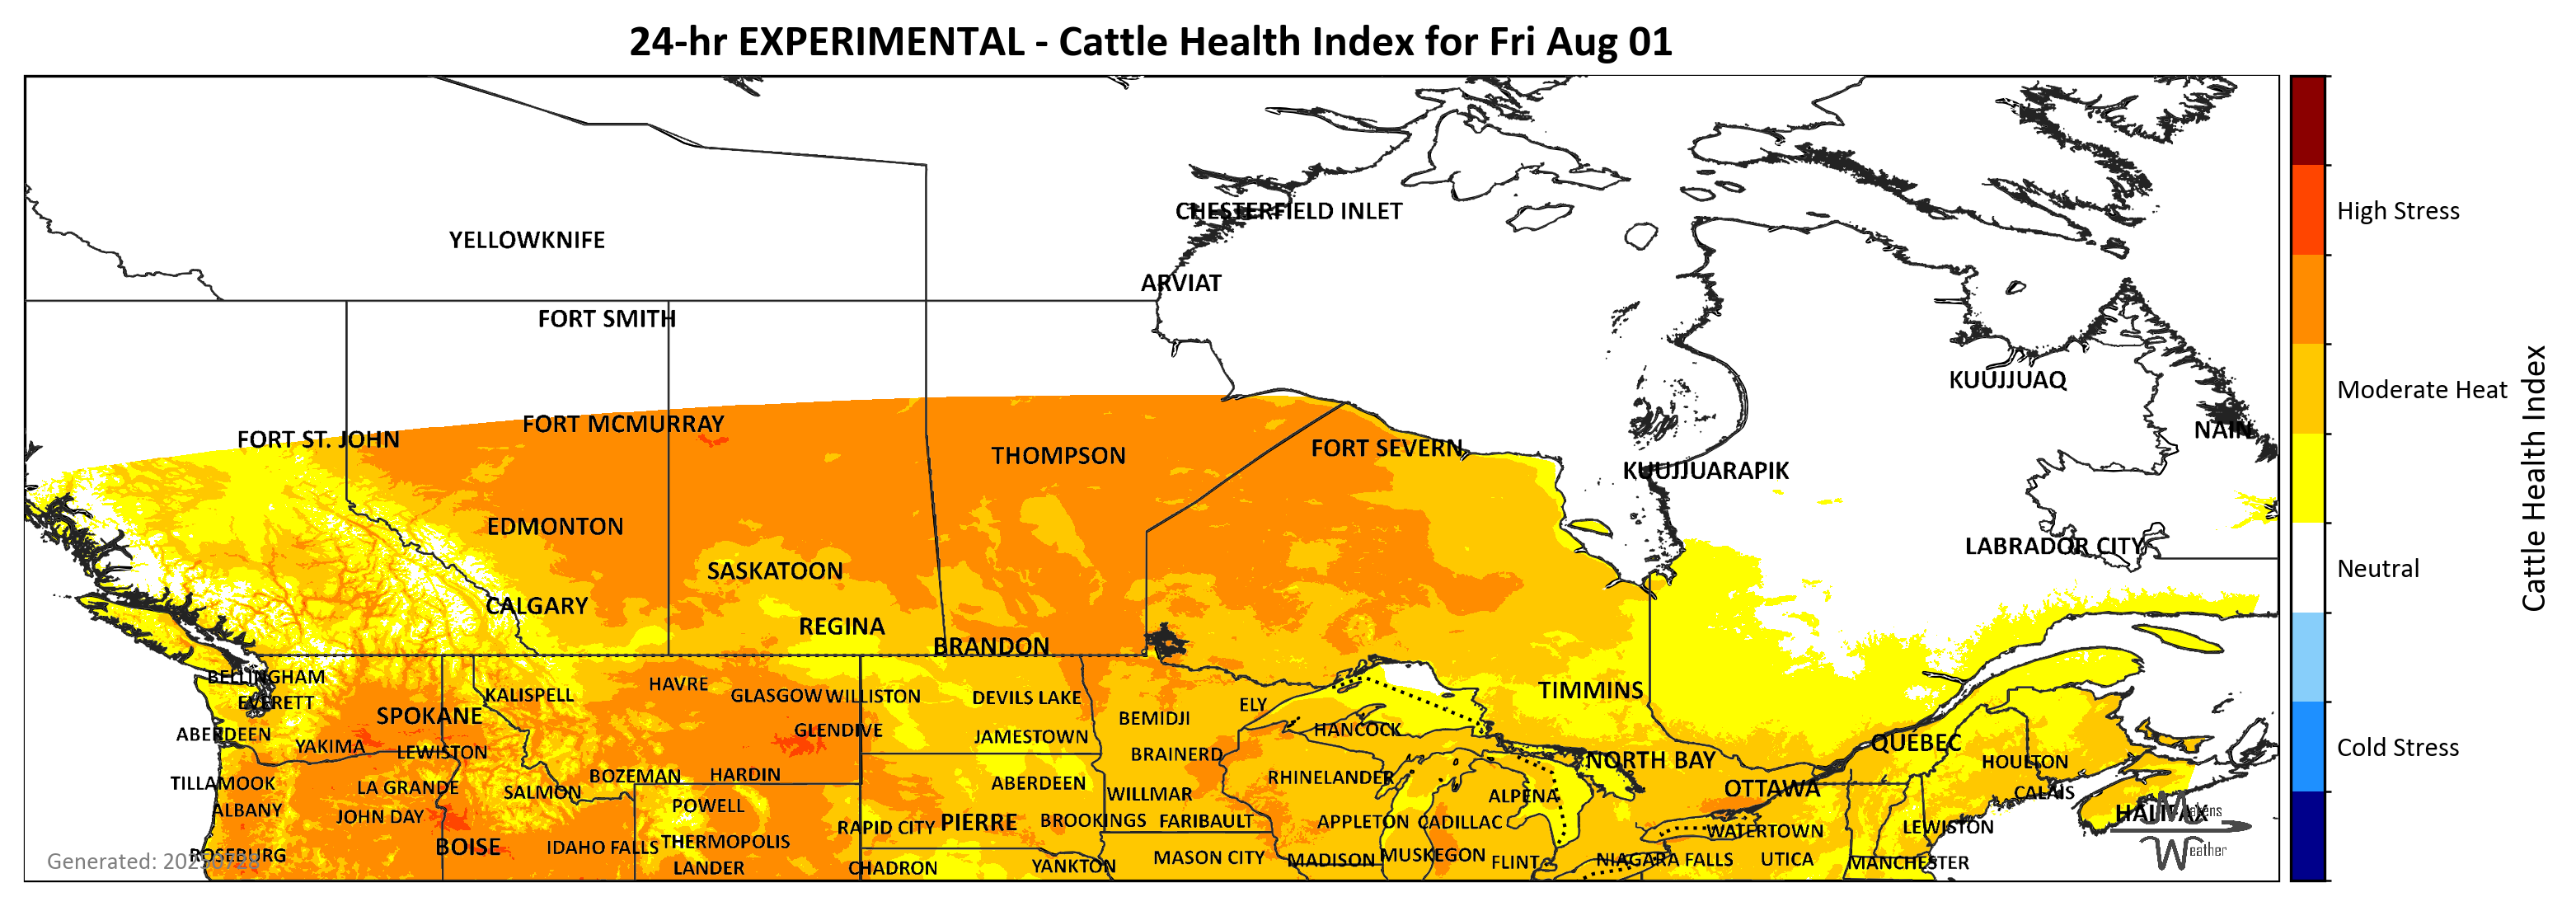 24-hr EXPERIMENTAL - Cattle Health Index for Fri Aug 01
High Stress
Moderate Heat
Neutral
Cold Stress
Cattle Health Index
CHESTERFIELD INLET
YELLOWKNIFE
ARVIAT
FORT SMITH
KUUJJUAQ
FORT MCMURRAY
NAIN
FORT ST. JOHN
FORT SEVERN
THOMPSON
KUUJJUARAPIK
EDMONTON
LABRADOR CITY
SASKATOON
CALGARY
REGINA
BRANDON
BELLINGHAM
HAVRE
KALISPELL
GLASGOW
WILLISTON
DEVILS LAKE
TIMMINS
EVERETT
ELY
SPOKANE
BEMIDJI
HANCOCK
ABERDEEN
GLENDIVE
JAMESTOWN
QUEBEC
YAKIMA
LEWISTON
BRAINERD
NORTH BAY
HOULTON
BOZEMAN
HARDIN
RHINELANDER
TILLAMOOK
LA GRANDE
SALMON
ABERDEEN
WILLMAR
ALPENA
OTTAWA
CALAIS
ALBANY
JOHN DAY
POWELL
RAPID CITY
PIERRE
BROOKINGS
FARIBAULT
APPLETON
CADILLAC
WATERTOWN
LEWISTON
HALIFAX
Makens
Weather
ROSEBURG
BOISE
IDAHO FALLS
THERMOPOLIS
MASON CITY
MADISON
MUSKEGON
FLINT
NIAGARA FALLS
UTICA
MANCHESTER
LANDER
CHADRON
YANKTON
Generated: